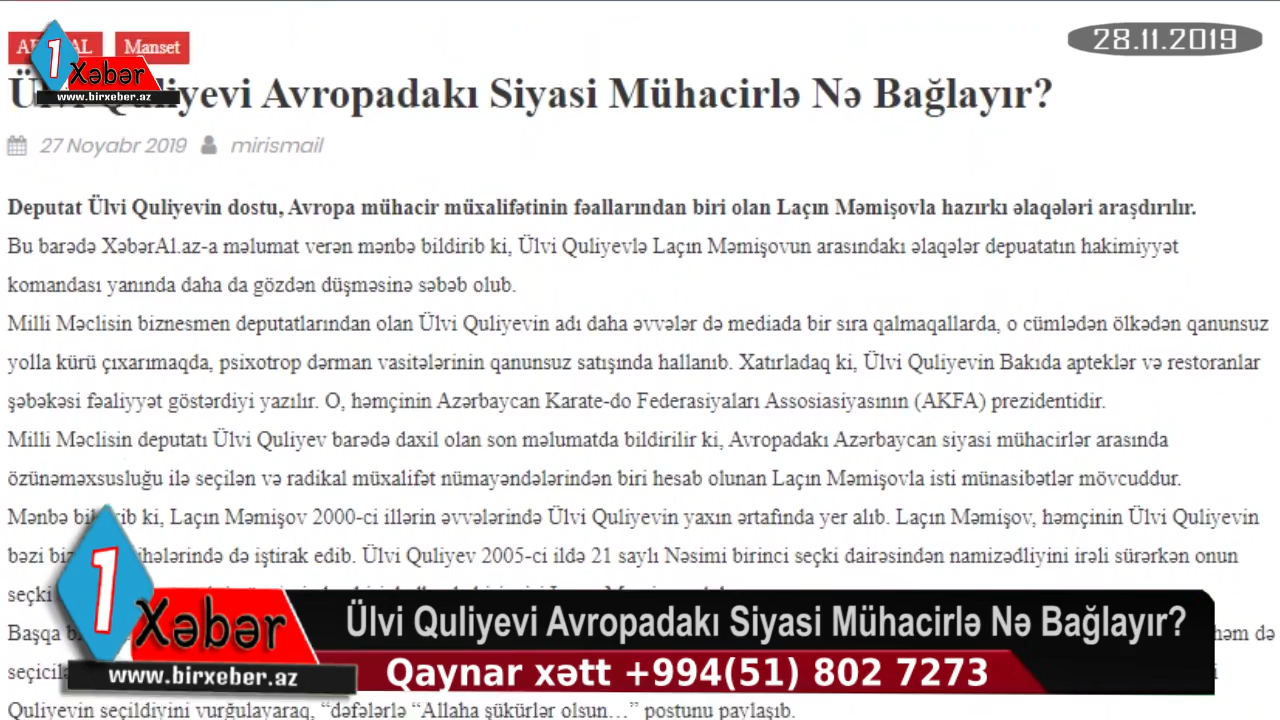 Manset
28.11.2019
1 Xəbər
www.birxeber.az
Quliyevi Avropadakı Siyasi Mühacirlə Nə Bağlayır?
27 Noyabr 2019 mirismail
Deputat Ülvi Quliyevin dostu, Avropa mühacir müxalifətinin fəallarından biri olan Laçın Məmişovla hazırkı əlaqələri araşdırılır.
Bu barədə XəbərAl.az-a məlumat verən mənbə bildirib ki, Ülvi Quliyevlə Laçın Məmişovun arasındakı əlaqələr depuatatın hakimiyyət
komandası yanında daha da gözdən düşməsinə səbəb olub.
Milli Məclisin biznesmen deputatlarından olan Ülvi Quliyevin adı daha əvvələr də mediada bir sıra qalmaqallarda, o cümlədən ölkədən qanunsuz
yolla kürü çıxarımaqda, psixotrop dərman vasitələrinin qanunsuz satışında hallanıb. Xatırladaq ki, Ülvi Quliyevin Bakıda apteklər və restoranlar
şəbəkəsi fəaliyyət göstərdiyi yazılır. O, həmçinin Azərbaycan Karate-do Federasiyaları Assosiasiyasının (AKFA) prezidentidir.
Milli Məclisin deputatı Ülvi Quliyev barədə daxil olan son məlumatda bildirilir ki, Avropadakı Azərbaycan siyasi mühacirlər arasında
özünəməxsusluğu ilə seçilən və radikal müxalifət nümayəndələrindən biri hesab olunan Laçın Məmişovla isti münasibətlər mövcuddur.
Mənbə ki, Laçın Məmişov 2000-ci illərin əvvələrində Ülvi Quliyevin yaxın ərtafında yer alıb. Laçın Məmişov, həmçinin Ülvi Quliyevin
bəzi də iştirak edib. Ülvi Quliyev 2005-ci ildə 21 saylı Nəsimi birinci seçki dairəsindən namizədliyini irəli sürərkən onun
seçki
Başqa həm də
Quliyevin seçildiyini vurğulayaraq, “dəfələrlə “Allaha şükürlər olsun…” postunu paylaşıb.
1 Xəbər
www.birxeber.az
Ülvi Quliyevi Avropadakı Siyasi Mühacirlə Nə Bağlayır?
Qaynar xətt +994(51) 802 7273